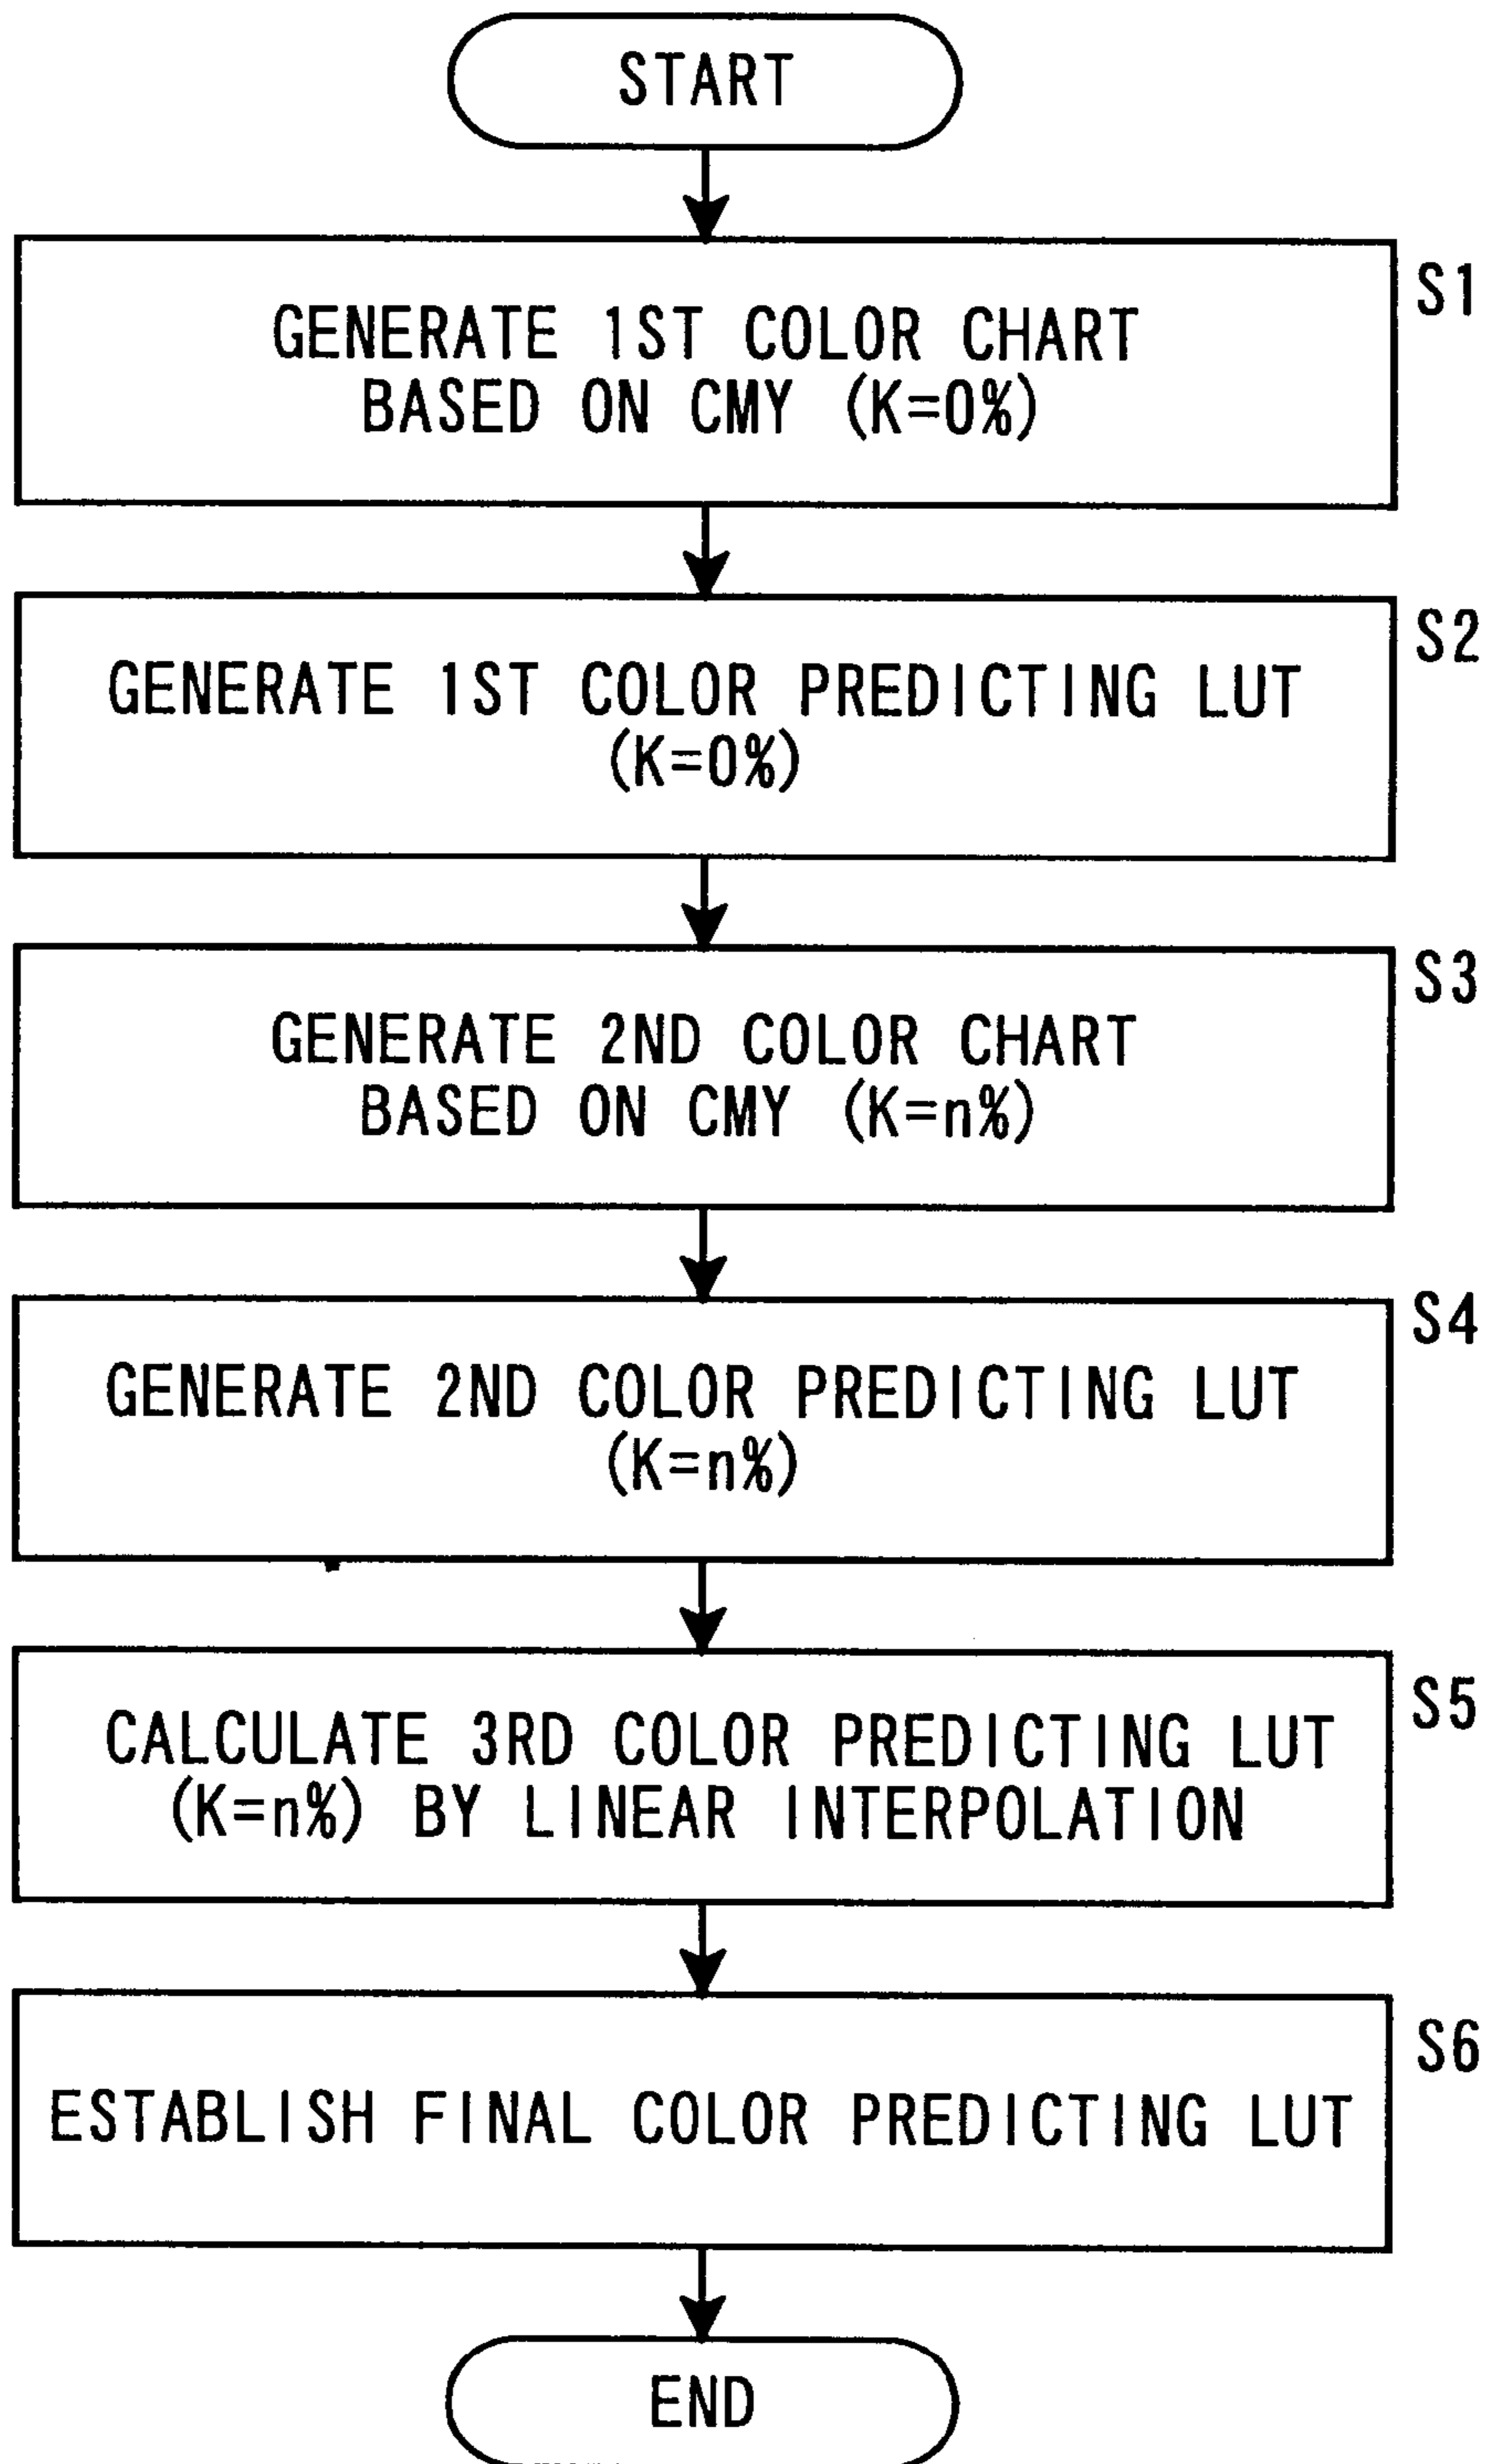 START
S1
GENERATE 1ST COLOR CHART
BASED ON CMY (K=0%)
S2
GENERATE 1ST COLOR PREDICTING LUT
(K=0%)
S3
GENERATE 2ND COLOR CHART
BASED ON CMY (K=n%)
S4
GENERATE 2ND COLOR PREDICTING LUT
(K=n%)
S5
CALCULATE 3RD COLOR PREDICTING LUT
(K=n%) BY LINEAR INTERPOLATION
S6
ESTABLISH FINAL COLOR PREDICTING LUT
END